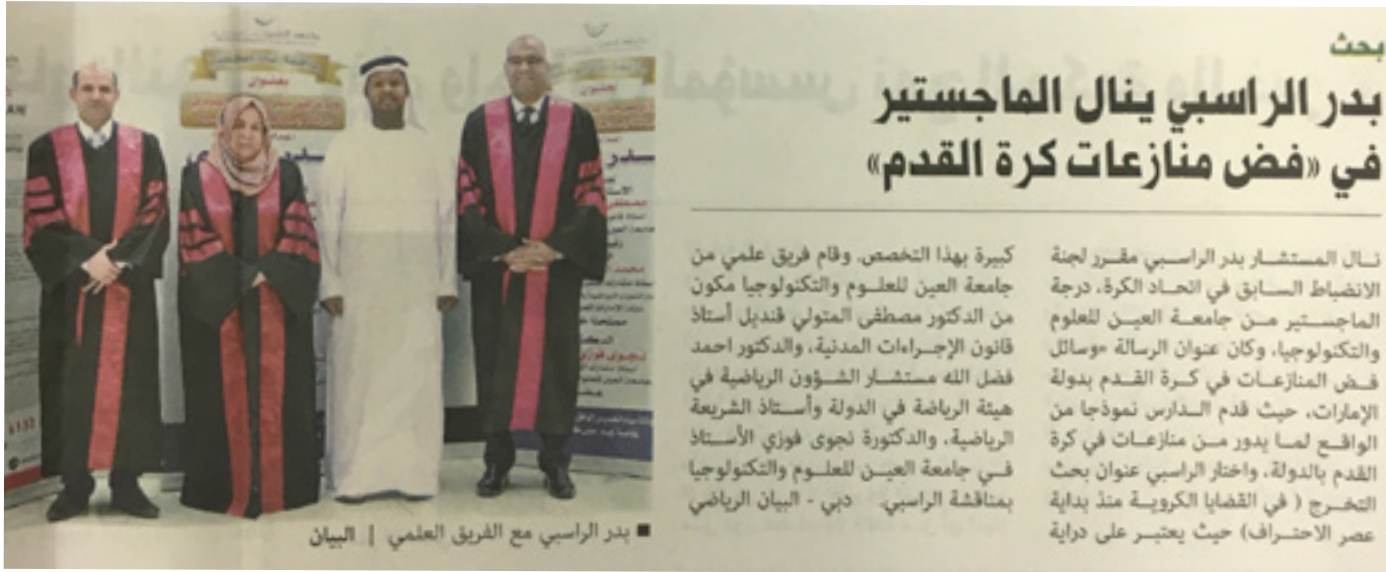 بحث
بدر الراسبي ينال الماجستير
في «فض منازعات كرة القدم»
نال المستشار بدر الراسبي مقرر لجنة
الانضباط السابق في اتحاد الكرة، درجة
الماجستير من جامعة العين للعلوم
والتكنولوجيا، وكان عنوان الرسالة «وسائل
فض المنازعات في كرة القدم بدولة
الإمارات، حيث قدم الدارس نموذجا من
الواقع لما يدور من منازعات في كرة
القدم بالدولة، واختار الراسبي عنوان بحث
التخرج ( في القضايا الكروية منذ بداية
عصر الاحتراف) حيث يعتبر على دراية
كبيرة بهذا التخصص. وقام فريق علمي من
جامعة العين للعلوم والتكنولوجيا مكون
من الدكتور مصطفى المتولي قنديل أستاذ
قانون الإجراءات المدنية، والدكتور احمد
فضل الله مستشار الشؤون الرياضية في
هيئة الرياضة في الدولة وأستاذ الشريعة
الرياضية، والدكتورة نجوى فوزي الأستاذ
في جامعة العين للعلوم والتكنولوجيا
بمناقشة الراسبي. دبي - البيان الرياضي
■ بدر الراسبي مع الفريق العلمي | البيان
بعنوان
بعنوان